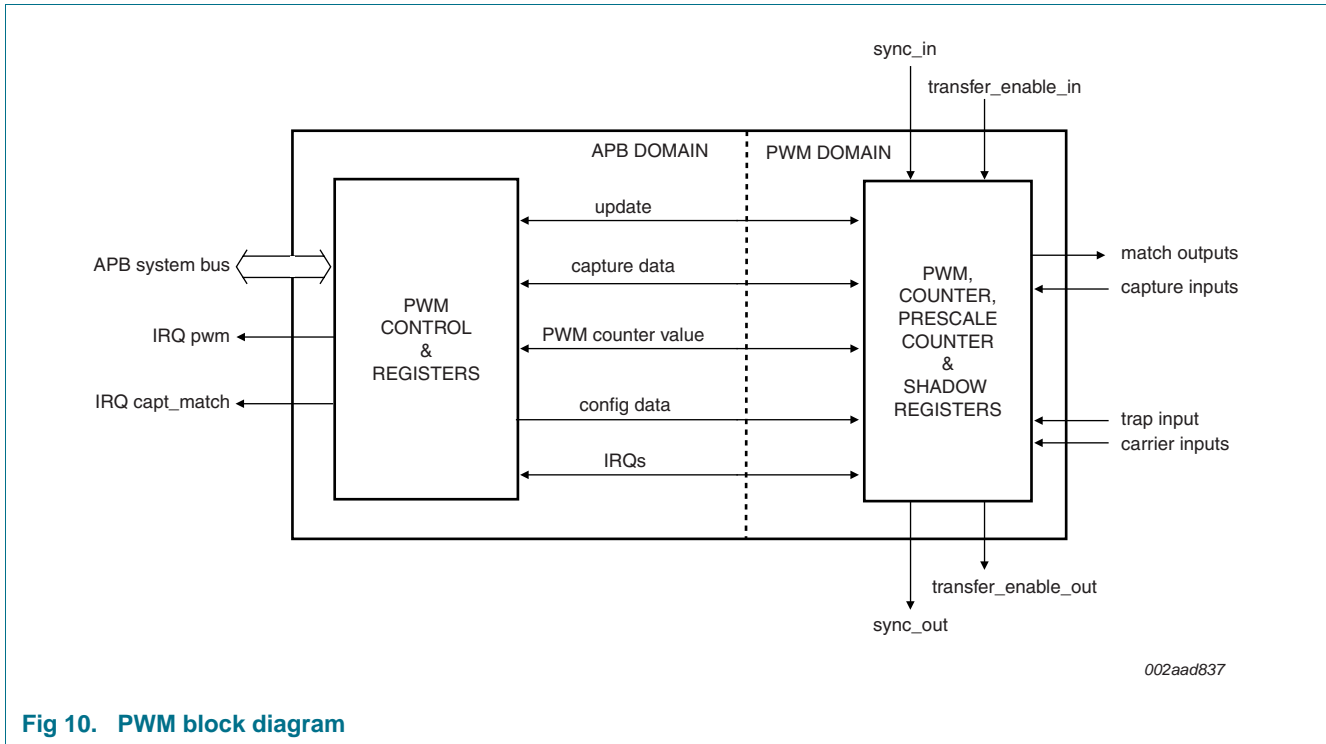 sync_in
transfer_enable_in
APB DOMAIN
PWM DOMAIN
update
capture data
PWM counter value
config data
IRQs
APB system bus
IRQ pwm
IRQ capt_match
PWM
CONTROL
&
REGISTERS
PWM,
COUNTER,
PRESCALE
COUNTER
&
SHADOW
REGISTERS
match outputs
capture inputs
trap input
carrier inputs
transfer_enable_out
sync_out
002aad837
Fig 10. PWM block diagram